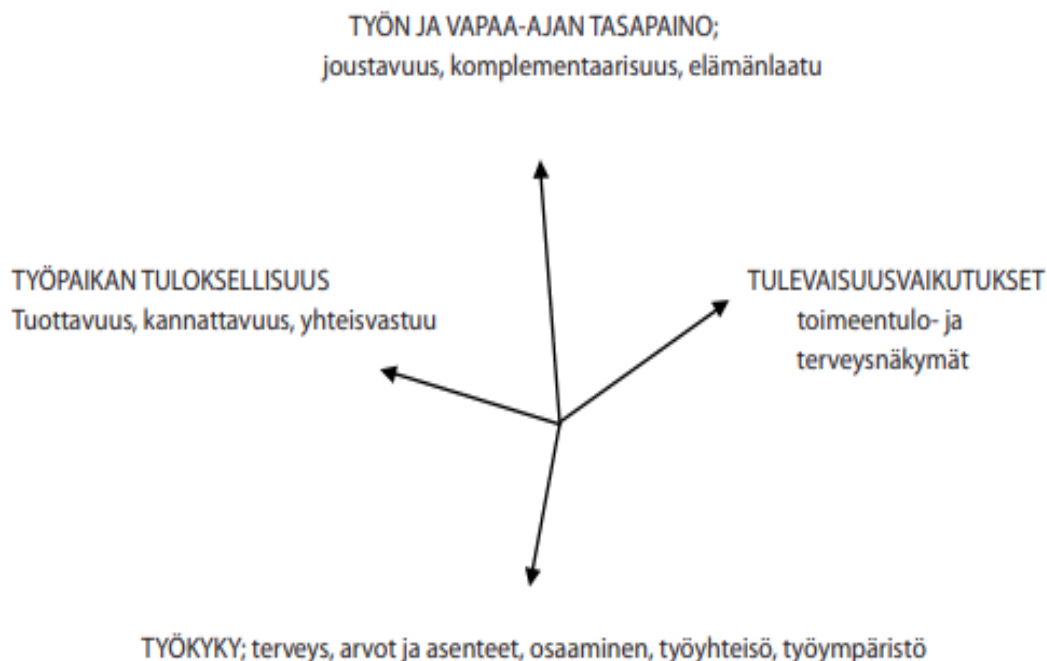 TYÖN JA VAPAA-AJAN TASAPAINO;
joustavuus, komplementaarisuus, elämänlaatu
TYÖPAIKAN TULOKSELLISUUS
Tuottavuus, kannattavuus, yhteisvastuu
TULEVAISUUSVAIKUTUKSET
toimeentulo- ja
terveysnäkymät
TYÖKYKY; terveys, arvot ja asenteet, osaaminen, työyhteisö, työympäristö